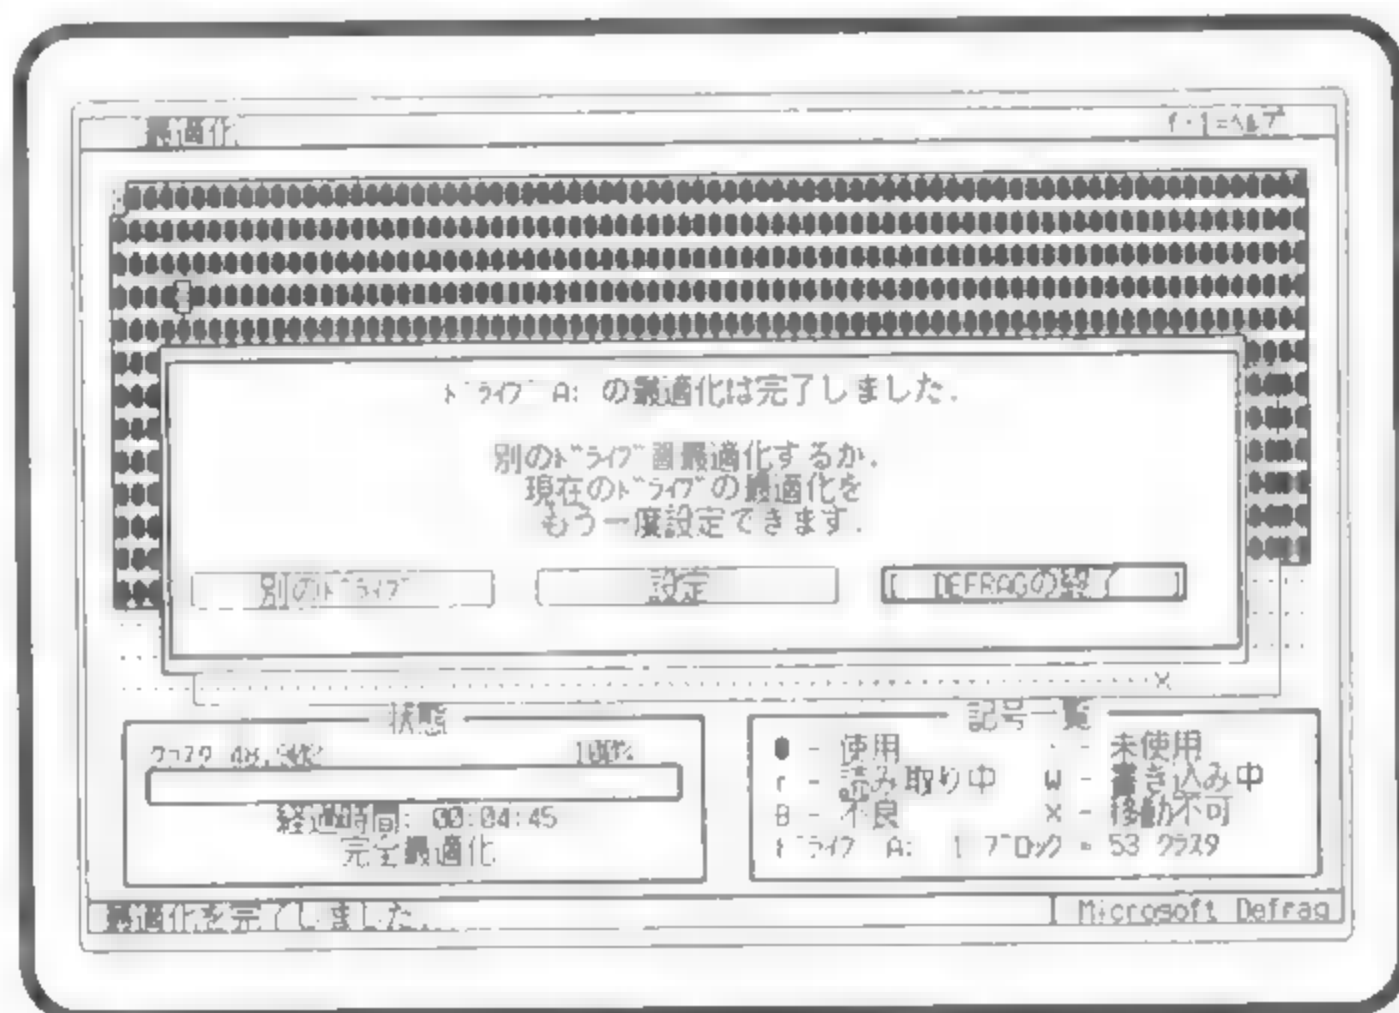 最適化
f･1=ﾍﾙﾌﾟ
ﾄﾞﾗｲﾌﾞ A: の最適化は完了しました.
別のﾄﾞﾗｲﾌﾞを最適化するか.
現在のﾄﾞﾗｲﾌﾞの最適化を
もう一度設定できます.
別のﾄﾞﾗｲﾌﾞ
設定
[ DEFRAGの終了 ]
状態
ｸﾗｽﾀ 100%
経過時間: 00:04:45
完全最適化
記号一覧
- 使用 · - 未使用
r - 読み取り中 W - 書き込み中
B - 不良 X - 移動不可
ﾄﾞﾗｲﾌﾞ A: 1 ﾌﾞﾛｯｸ = 53 ｸﾗｽﾀ
最適化を完了しました...
Microsoft Defrag